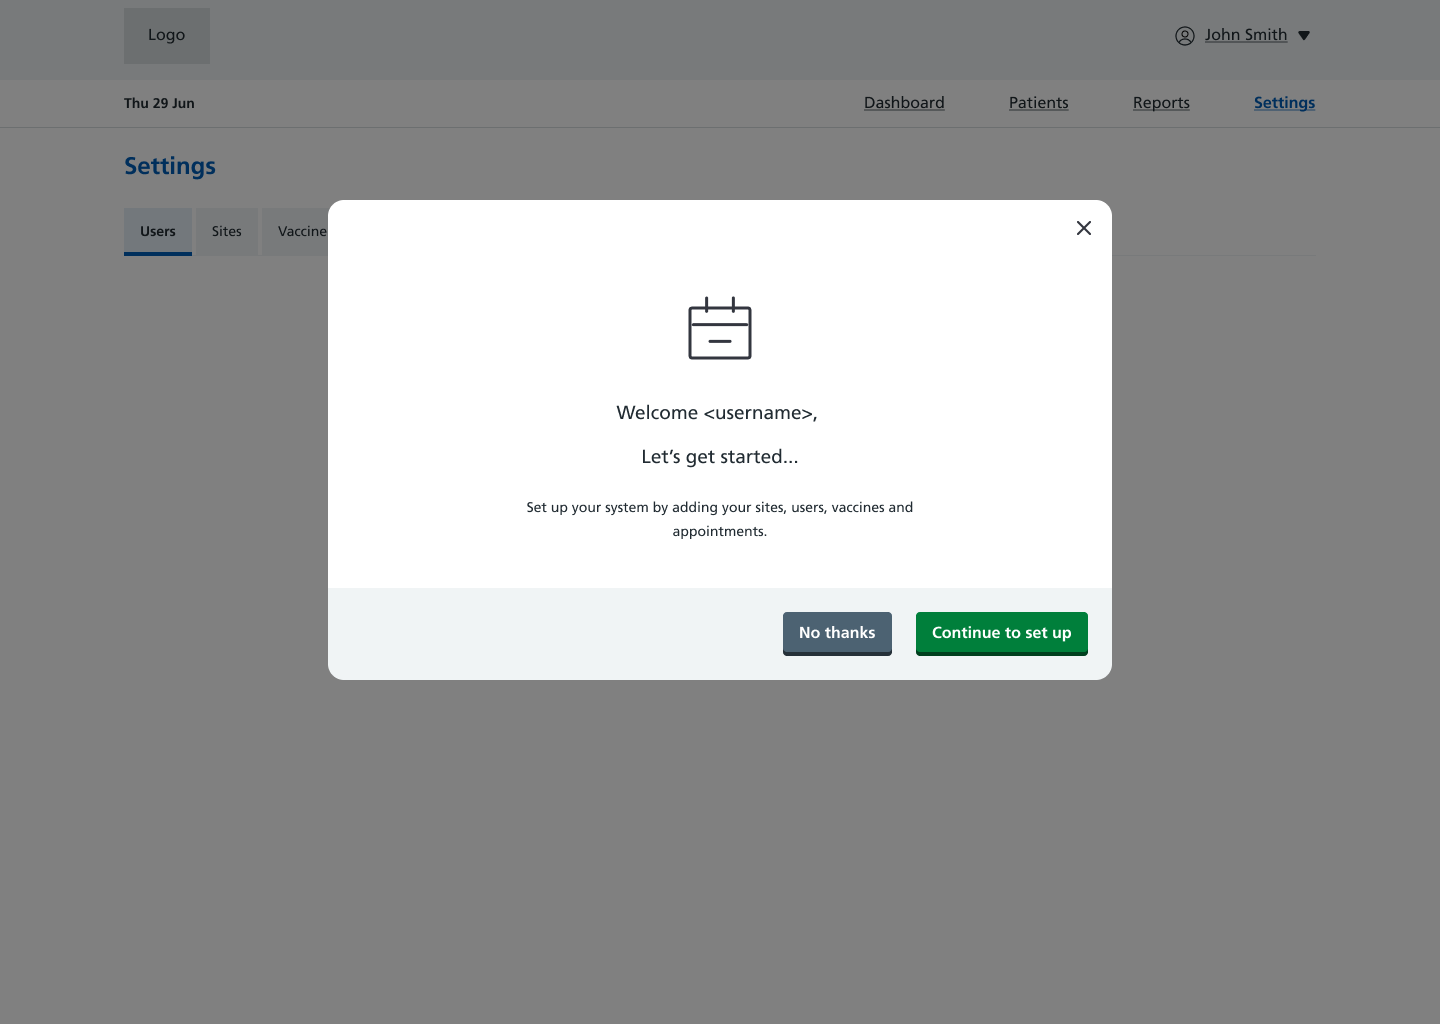 Logo
John Smith
Thu 29 Jun
Dashboard
Patients
Reports
Settings
Settings
Users
Sites
Vaccine
Welcome <username>,
Let’s get started...
Set up your system by adding your sites, users, vaccines and
appointments.
No thanks
Continue to set up